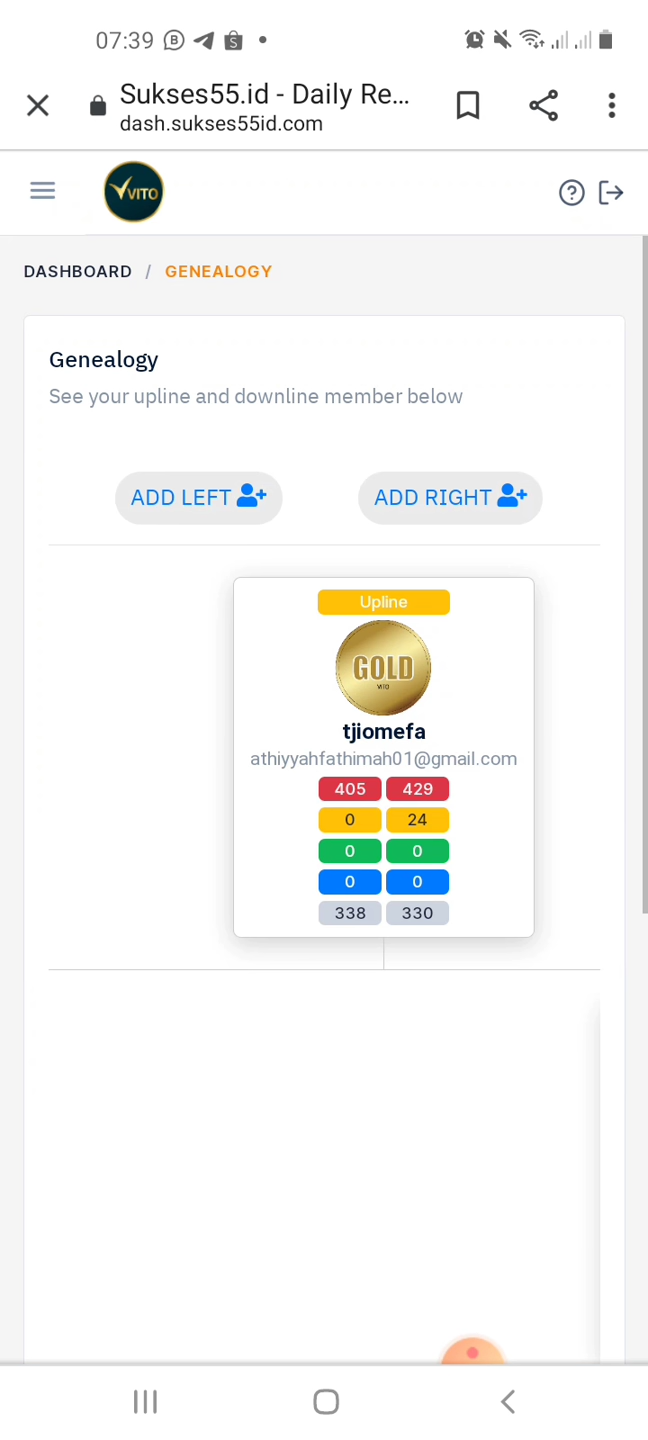 07:39
Sukses55.id - Daily Re...
dash.sukses55id.com
VITO
DASHBOARD / GENEALOGY
Genealogy
See your upline and downline member below
ADD LEFT ADD RIGHT
Upline
GOLD
VITO
tjiomefa
athiyyahfathimah01@gmail.com
405 429
0 24
0 0
0 0
338 330